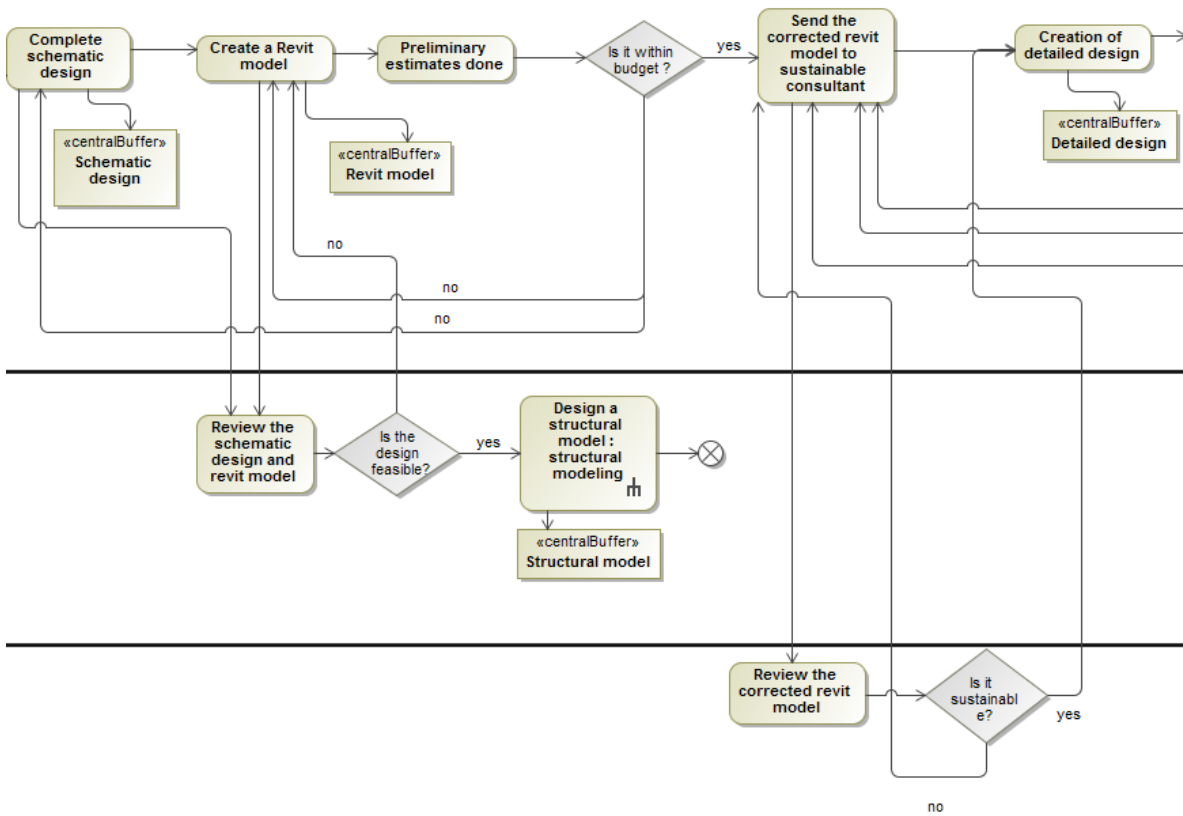 Complete
schematic
design
Create a Revit
model
Preliminary
estimates done
Is it within
budget ?
yes
Send the
corrected revit
model to
sustainable
consultant
Creation of
detailed design
«centralBuffer»
Schematic
design
«centralBuffer»
Revit model
«centralBuffer»
Detailed design
no
no
no
Review the
schematic
design and
revit model
Is the
design
feasible?
yes
Design a
structural
model :
structural
modeling
«centralBuffer»
Structural model
Review the
corrected revit
model
Is it
sustainabl
e?
yes
no